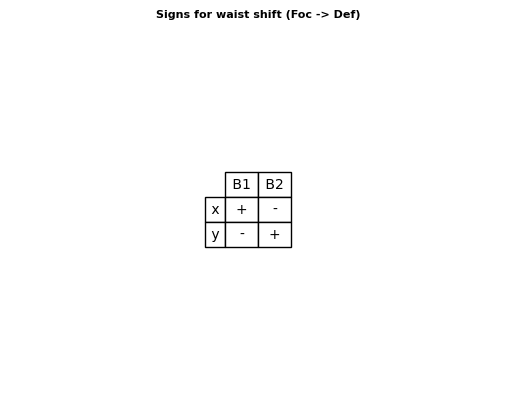 Signs for waist shift (Foc -> Def)
B1 B2
x + -
y - +